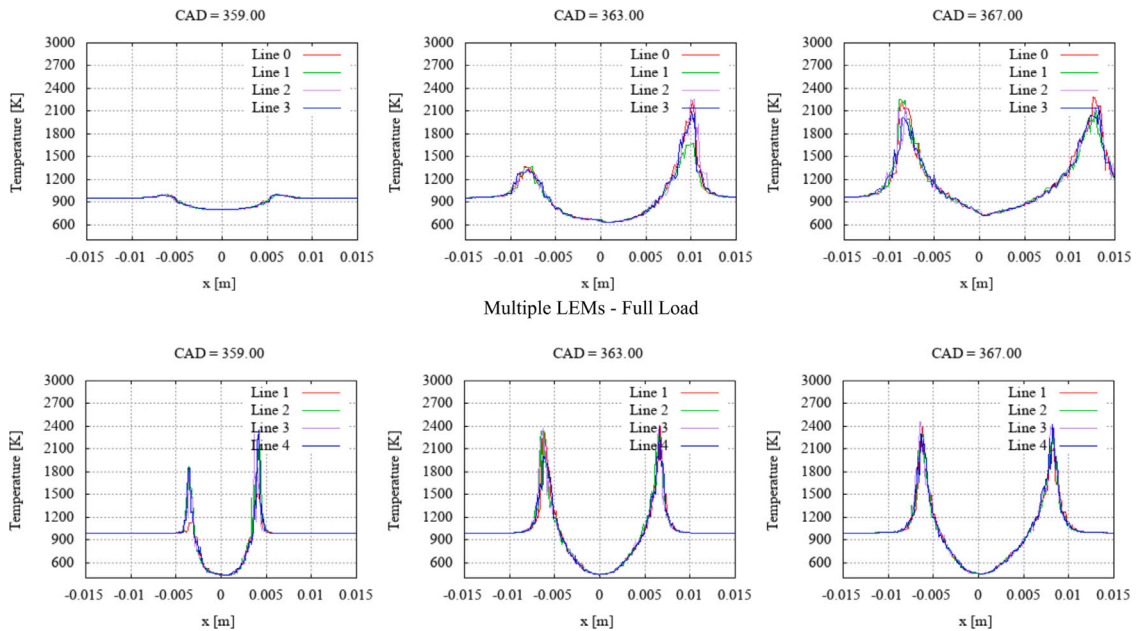 CAD = 359.00
3000
2700
2400
2100
1800
1500
1200
900
600
Temperature [K]
Line 0
Line 1
Line 2
Line 3
-0.015 -0.01 -0.005 0 0.005 0.01 0.015
x [m]
CAD = 363.00
3000
2700
2400
2100
1800
1500
1200
900
600
Temperature [K]
Line 0
Line 1
Line 2
Line 3
-0.015 -0.01 -0.005 0 0.005 0.01 0.015
x [m]
CAD = 367.00
3000
2700
2400
2100
1800
1500
1200
900
600
Temperature [K]
Line 0
Line 1
Line 2
Line 3
-0.015 -0.01 -0.005 0 0.005 0.01 0.015
x [m]
Multiple LEMs - Full Load
CAD = 359.00
3000
2700
2400
2100
1800
1500
1200
900
600
Temperature [K]
Line 1
Line 2
Line 3
Line 4
-0.015 -0.01 -0.005 0 0.005 0.01 0.015
x [m]
CAD = 363.00
3000
2700
2400
2100
1800
1500
1200
900
600
Temperature [K]
Line 1
Line 2
Line 3
Line 4
-0.015 -0.01 -0.005 0 0.005 0.01 0.015
x [m]
CAD = 367.00
3000
2700
2400
2100
1800
1500
1200
900
600
Temperature [K]
Line 1
Line 2
Line 3
Line 4
-0.015 -0.01 -0.005 0 0.005 0.01 0.015
x [m]